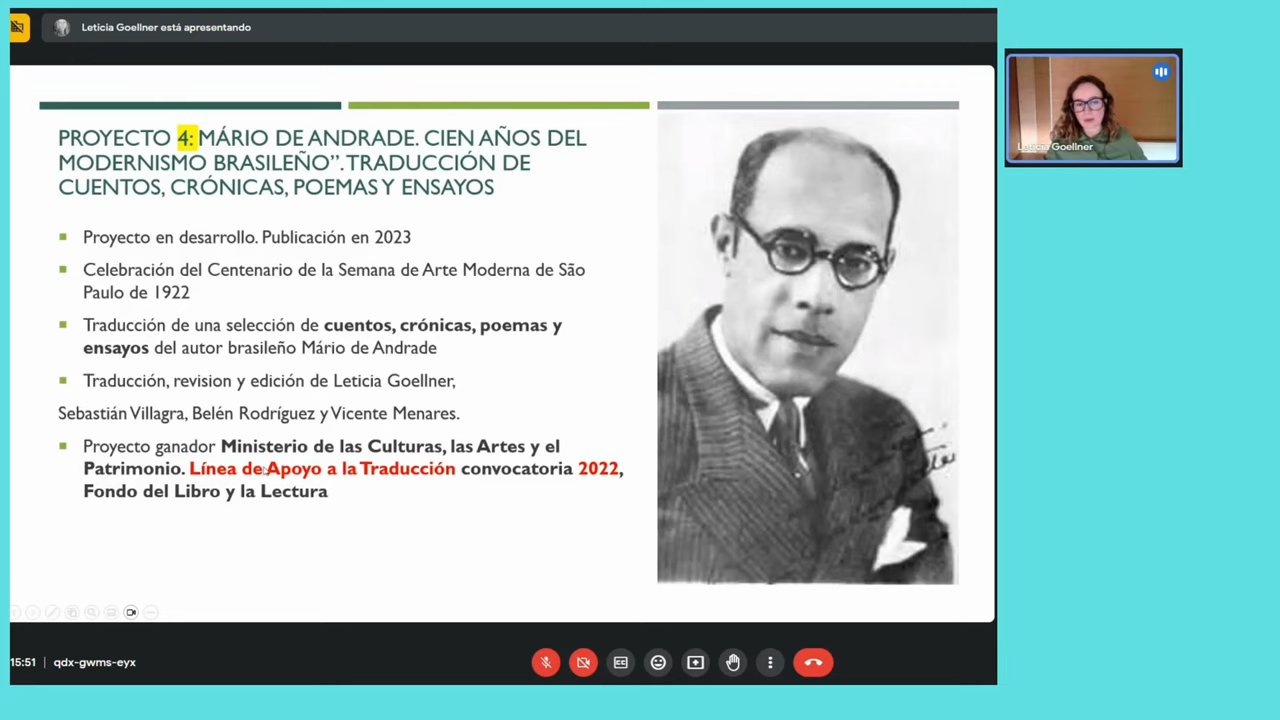 Leticia Goellner está apresentando
PROYECTO 4: MÁRIO DE ANDRADE. CIEN AÑOS DEL
MODERNISMO BRASILEÑO”. TRADUCCIÓN DE
CUENTOS, CRÓNICAS, POEMAS Y ENSAYOS
Proyecto en desarrollo. Publicación en 2023
Celebración del Centenario de la Semana de Arte Moderna de São
Paulo de 1922
Traducción de una selección de cuentos, crónicas, poemas y
ensayos del autor brasileño Mário de Andrade
Traducción, revision y edición de Leticia Goellner,
Sebastián Villagra, Belén Rodríguez y Vicente Menares.
Proyecto ganador Ministerio de las Culturas, las Artes y el
Patrimonio. Línea de Apoyo a la Traducción convocatoria 2022,
Fondo del Libro y la Lectura
Leticia Goellner
15:51 | qdx-gwms-eyx